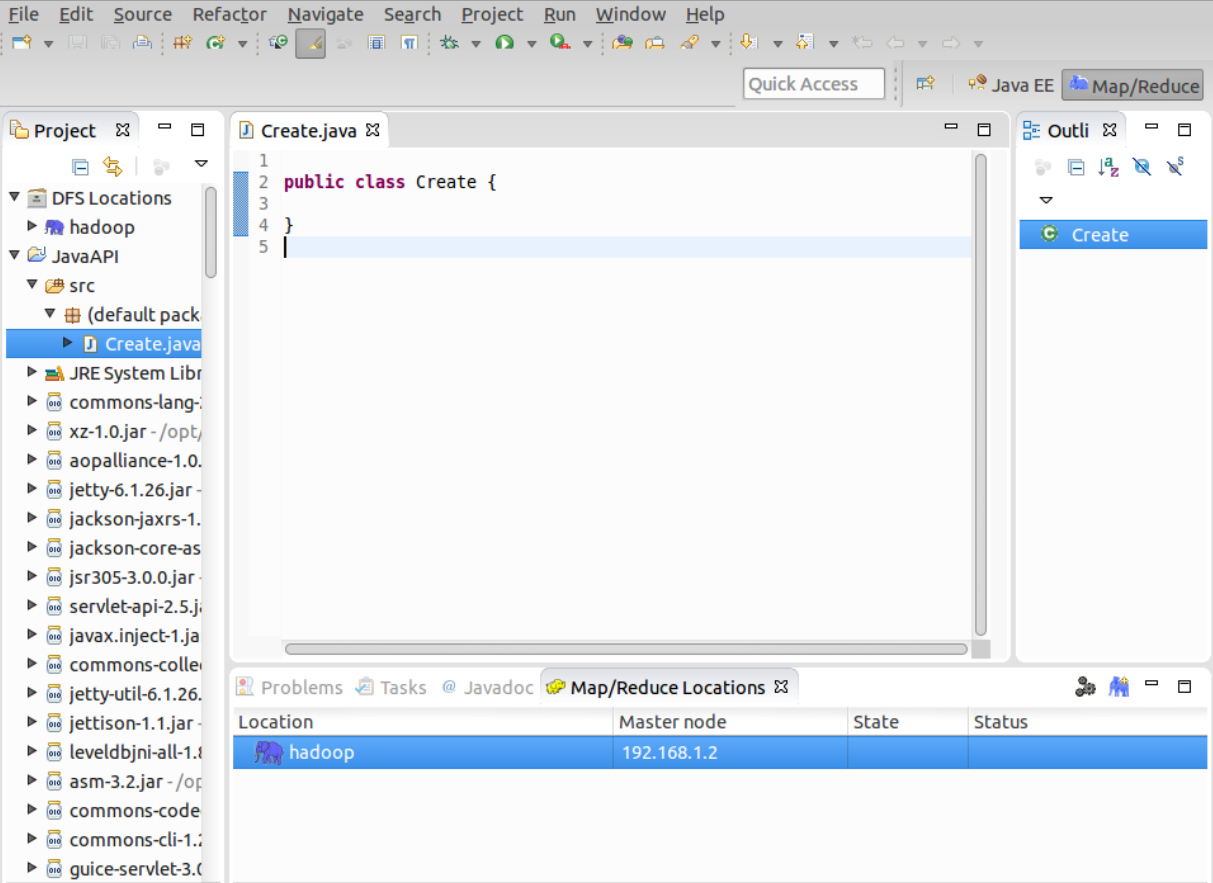 File Edit Source Refactor Navigate Search Project Run Window Help
Quick Access Java EE Map/Reduce
Project
DFS Locations
hadoop
JavaAPI
src
(default pack
Create.java
JRE System Libr
commons-lang-2
xz-1.0.jar - /opt/
aopalliance-1.0.
jetty-6.1.26.jar -
jackson-jaxrs-1.
jackson-core-as
jsr305-3.0.0.jar -
servlet-api-2.5.ja
javax.inject-1.ja
commons-collec
jetty-util-6.1.26.
jettison-1.1.jar -
leveldbjni-all-1.8
asm-3.2.jar - /op
commons-codec
commons-cli-1.2
guice-servlet-3.0
Create.java
1
2 public class Create {
3
4 }
5
Outli
Create
Problems Tasks Javadoc Map/Reduce Locations
Location Master node State Status
hadoop 192.168.1.2